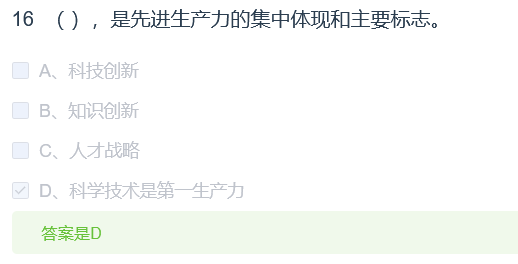 16 （ ），是先进生产力的集中体现和主要标志。
A、科技创新
B、知识创新
C、人才战略
D、科学技术是第一生产力
答案是D